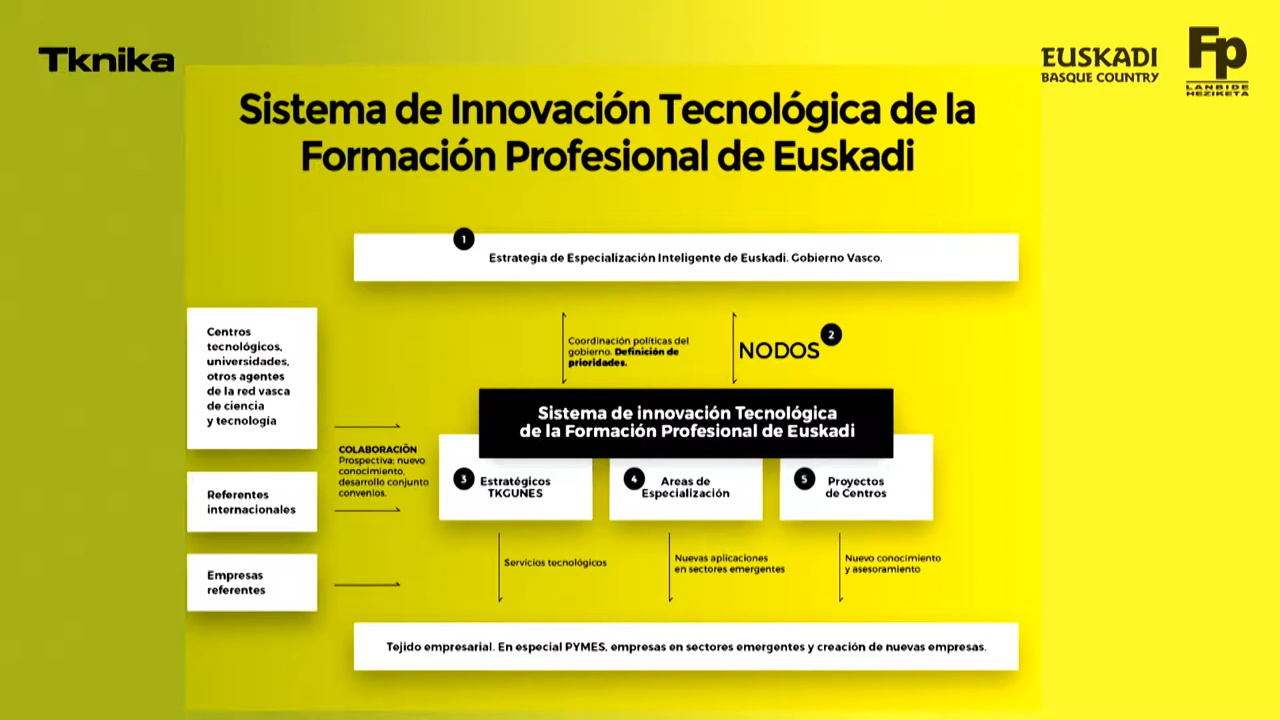 Tknika
EUSKADI
BASQUE COUNTRY
Fp
LANBIDE
HEZIKETA
Sistema de Innovación Tecnológica de la
Formación Profesional de Euskadi
1
Estrategia de Especialización Inteligente de Euskadi. Gobierno Vasco.
Centros
tecnológicos,
universidades,
otros agentes
de la red vasca
de ciencia
y tecnología
Coordinación políticas del
gobierno. Definición de
prioridades.
NODOS
2
Sistema de innovación Tecnológica
de la Formación Profesional de Euskadi
COLABORACIÓN
Prospectiva; nuevo
conocimiento,
desarrollo conjunto
convenios.
Referentes
internacionales
Empresas
referentes
3
Estratégicos
TKGUNES
4
Areas de
Especialización
5
Proyectos
de Centros
Servicios tecnológicos
Nuevas aplicaciones
en sectores emergentes
Nuevo conocimiento
y asesoramiento
Tejido empresarial. En especial PYMES, empresas en sectores emergentes y creación de nuevas empresas.